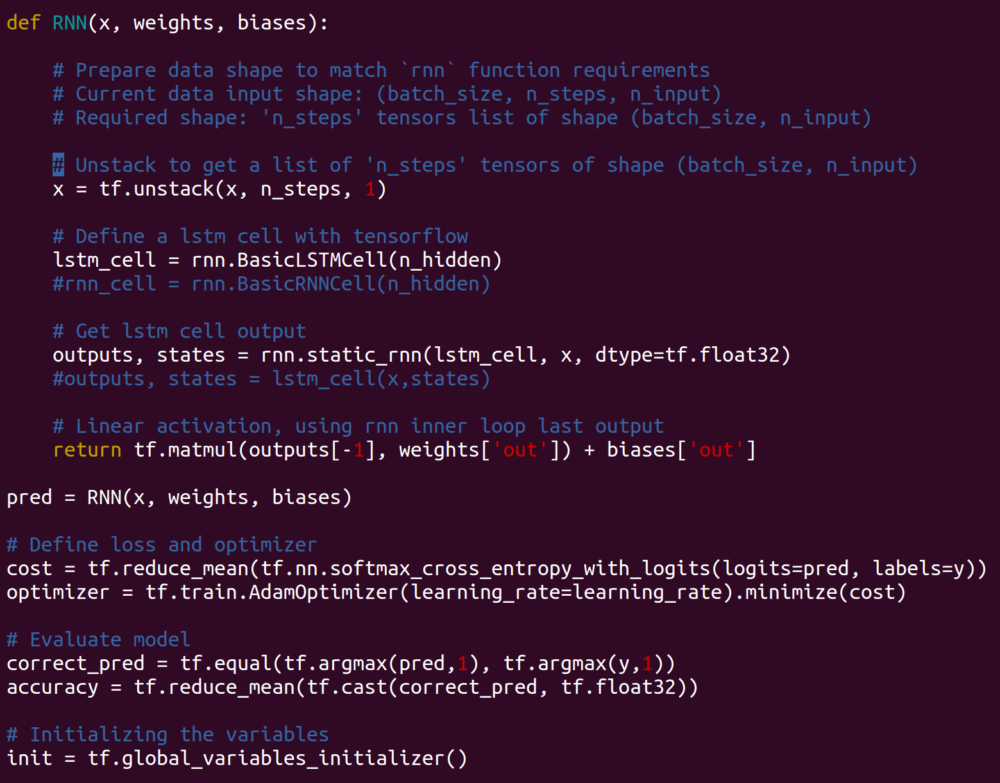 def RNN(x, weights, biases):
# Prepare data shape to match `rnn` function requirements
# Current data input shape: (batch_size, n_steps, n_input)
# Required shape: 'n_steps' tensors list of shape (batch_size, n_input)
# Unstack to get a list of 'n_steps' tensors of shape (batch_size, n_input)
x = tf.unstack(x, n_steps, 1)
# Define a lstm cell with tensorflow
lstm_cell = rnn.BasicLSTMCell(n_hidden)
#rnn_cell = rnn.BasicRNNCell(n_hidden)
# Get lstm cell output
outputs, states = rnn.static_rnn(lstm_cell, x, dtype=tf.float32)
#outputs, states = lstm_cell(x,states)
# Linear activation, using rnn inner loop last output
return tf.matmul(outputs[-1], weights['out']) + biases['out']
pred = RNN(x, weights, biases)
# Define loss and optimizer
cost = tf.reduce_mean(tf.nn.softmax_cross_entropy_with_logits(logits=pred, labels=y))
optimizer = tf.train.AdamOptimizer(learning_rate=learning_rate).minimize(cost)
# Evaluate model
correct_pred = tf.equal(tf.argmax(pred,1), tf.argmax(y,1))
accuracy = tf.reduce_mean(tf.cast(correct_pred, tf.float32))
# Initializing the variables
init = tf.global_variables_initializer()